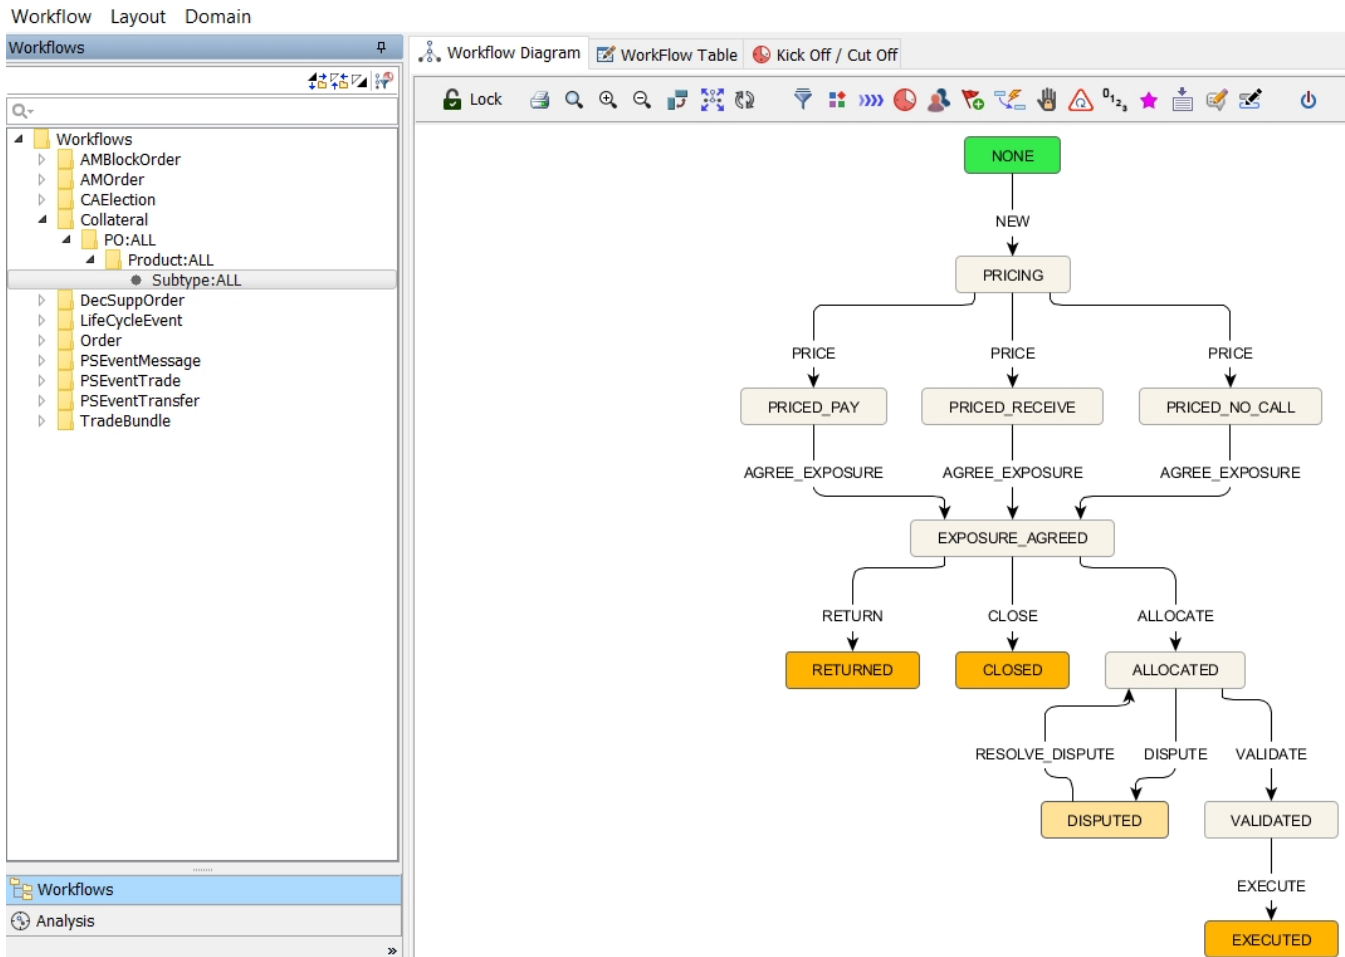 Workflow Layout Domain
Workflows
Workflow Diagram WorkFlow Table Kick Off / Cut Off
Lock
Workflows
AMBlockOrder
AMOrder
CAElection
Collateral
PO:ALL
Product:ALL
Subtype:ALL
DecSuppOrder
LifeCycleEvent
Order
PSEventMessage
PSEventTrade
PSEventTransfer
TradeBundle
Workflows
Analysis
»
NONE
NEW
PRICING
PRICE PRICE PRICE
PRICED_PAY PRICED_RECEIVE PRICED_NO_CALL
AGREE_EXPOSURE AGREE_EXPOSURE AGREE_EXPOSURE
EXPOSURE_AGREED
RETURN CLOSE ALLOCATE
RETURNED CLOSED ALLOCATED
RESOLVE_DISPUTE DISPUTE VALIDATE
DISPUTED VALIDATED
EXECUTE
EXECUTED